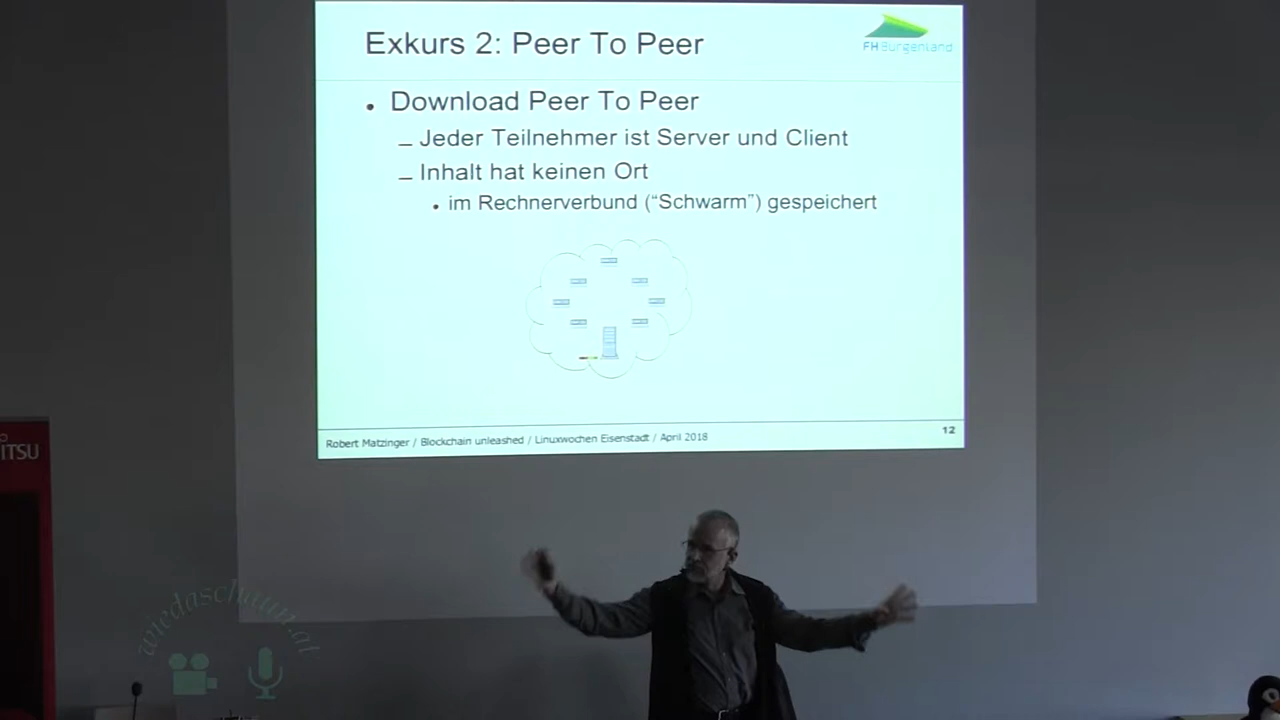 Exkurs 2: Peer To Peer
FH Burgenland
• Download Peer To Peer
– Jeder Teilnehmer ist Server und Client
– Inhalt hat keinen Ort
• im Rechnerverbund (“Schwarm”) gespeichert
Robert Matzinger / Blockchain unleashed / Linuxwochen Eisenstadt / April 2018
12
ITSU
wiedaschaun.at